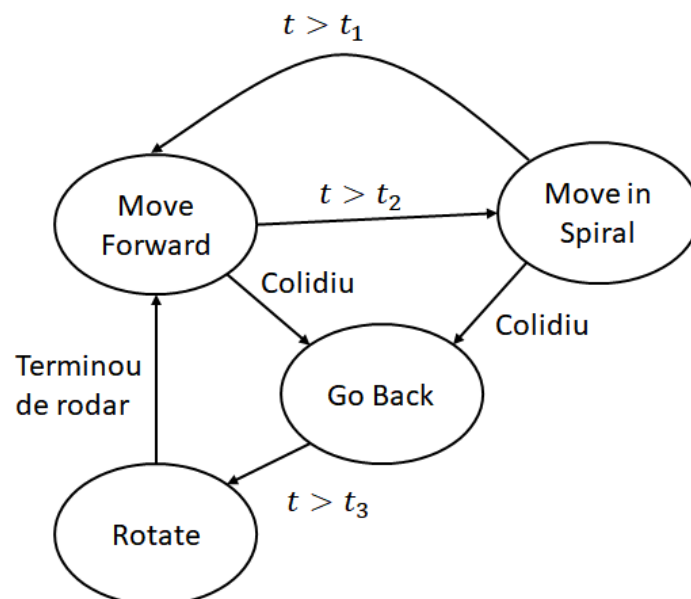 t > t₁
Move
Forward
t > t₂
Move in
Spiral
Colidiu
Colidiu
Terminou
de rodar
Go Back
t > t₃
Rotate